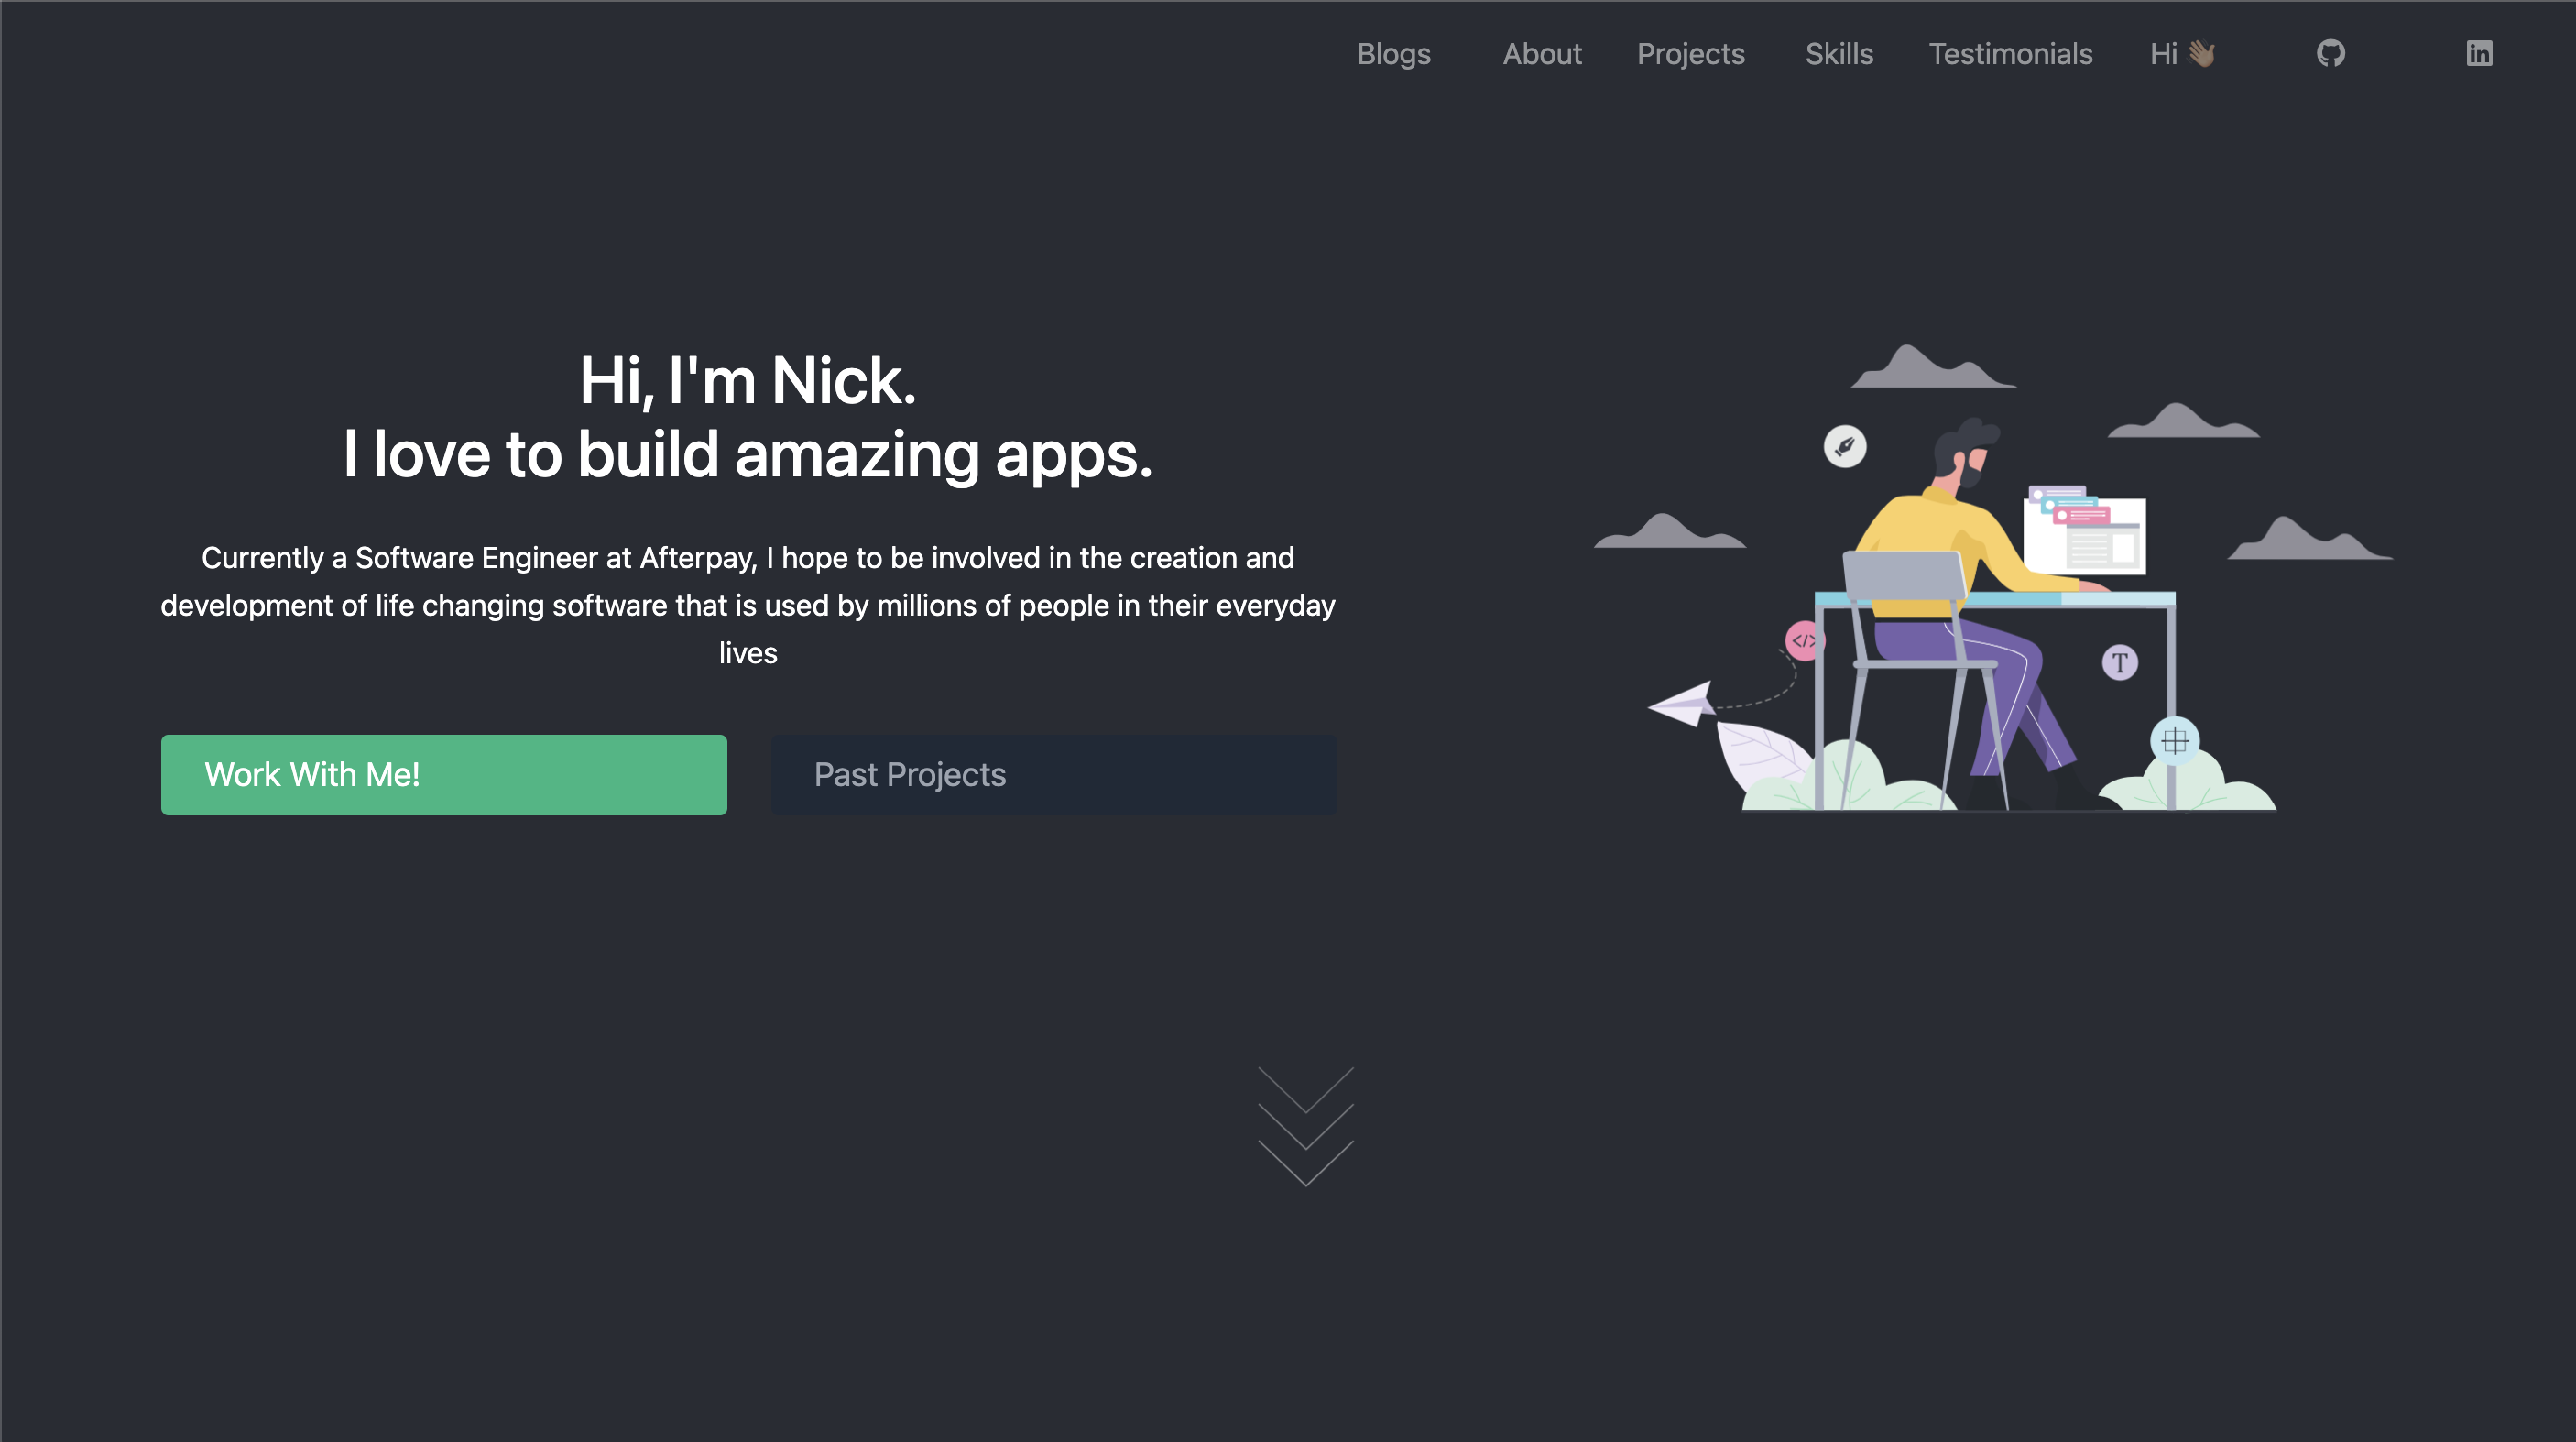 Blogs About Projects Skills Testimonials Hi 👋🏽 in
Hi, I'm Nick.
I love to build amazing apps.
Currently a Software Engineer at Afterpay, I hope to be involved in the creation and
development of life changing software that is used by millions of people in their everyday
lives
</>
T
Work With Me! Past Projects